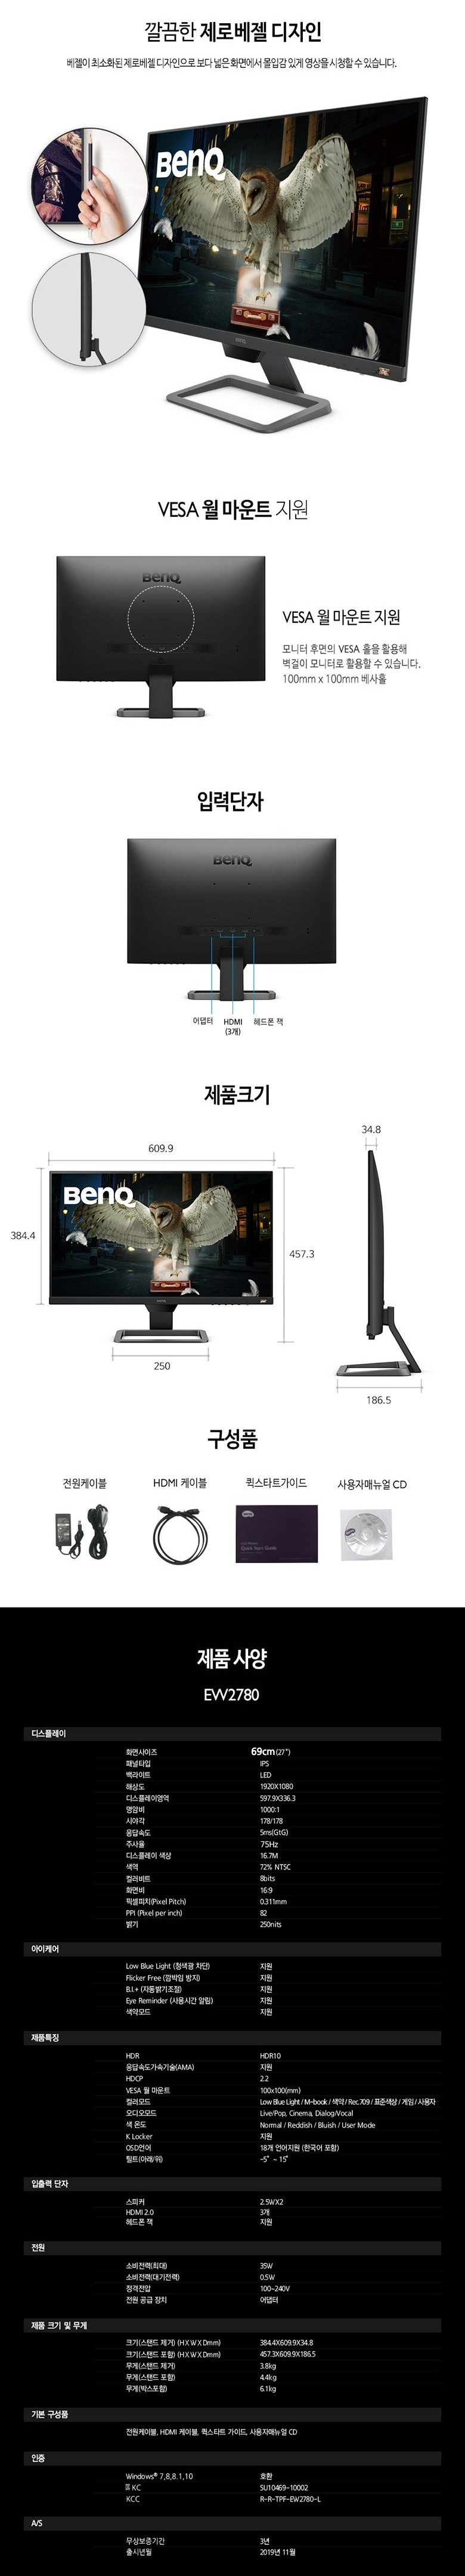 깔끔한 제로베젤 디자인
베젤이 최소화된 제로베젤 디자인으로 보다 넓은 화면에서 몰입감 있게 영상을 시청할 수 있습니다.
BenQ
BenQ
VESA 월 마운트 지원
BenQ
VESA 월 마운트 지원
모니터 후면의 VESA 홀을 활용해
벽걸이 모니터로 활용할 수 있습니다.
100mm x 100mm 베사홀
입력단자
BenQ
어댑터 HDMI 헤드폰 잭
(3개)
제품크기
34.8
609.9
BenQ
384.4
457.3
BenQ
250
186.5
구성품
전원케이블 HDMI 케이블 퀵스타트가이드 사용자매뉴얼 CD
BenQ
Quick Start Guide
제품 사양
EW2780
디스플레이
화면사이즈 69cm(27")
패널타입 IPS
백라이트 LED
해상도 1920X1080
디스플레이영역 597.9X336.3
명암비 1000:1
시야각 178/178
응답속도 5ms(GtG)
주사율 75Hz
디스플레이 색상 16.7M
색역 72% NTSC
컬러비트 8bits
화면비 16:9
픽셀피치(Pixel Pitch) 0.311mm
PPI (Pixel per inch) 82
밝기 250nits
아이케어
Low Blue Light (청색광 차단) 지원
Flicker Free (깜박임 방지) 지원
B.I.+ (자동밝기조절) 지원
Eye Reminder (사용시간 알림) 지원
색약모드 지원
제품특징
HDR HDR10
응답속도가속기술(AMA) 지원
HDCP 2.2
VESA 월 마운트 100x100(mm)
컬러모드 Low Blue Light / M-book / 색약 / Rec.709 / 표준색상 / 게임 / 사용자
오디오모드 Live/Pop, Cinema, Dialog/Vocal
색 온도 Normal / Reddish / Bluish / User Mode
K Locker 지원
OSD언어 18개 언어지원 (한국어 포함)
틸트(아래/위) -5˚ ~ 15˚
입출력 단자
스피커 2.5WX2
HDMI 2.0 3개
헤드폰 잭 지원
전원
소비전력(최대) 35W
소비전력(대기전력) 0.5W
정격전압 100~240V
전원 공급 장치 어댑터
제품 크기 및 무게
크기(스탠드 제거) (H X W X Dmm) 384.4X609.9X34.8
크기(스탠드 포함) (H X W X Dmm) 457.3X609.9X186.5
무게(스탠드 제거) 3.8kg
무게(스탠드 포함) 4.4kg
무게(박스포함) 6.1kg
기본 구성품
전원케이블, HDMI 케이블, 퀵스타트 가이드, 사용자매뉴얼 CD
인증
Windows® 7,8,8.1,10 호환
KC SU10469-10002
KCC R-R-TPF-EW2780-L
A/S
무상보증기간 3년
출시년월 2019년 11월